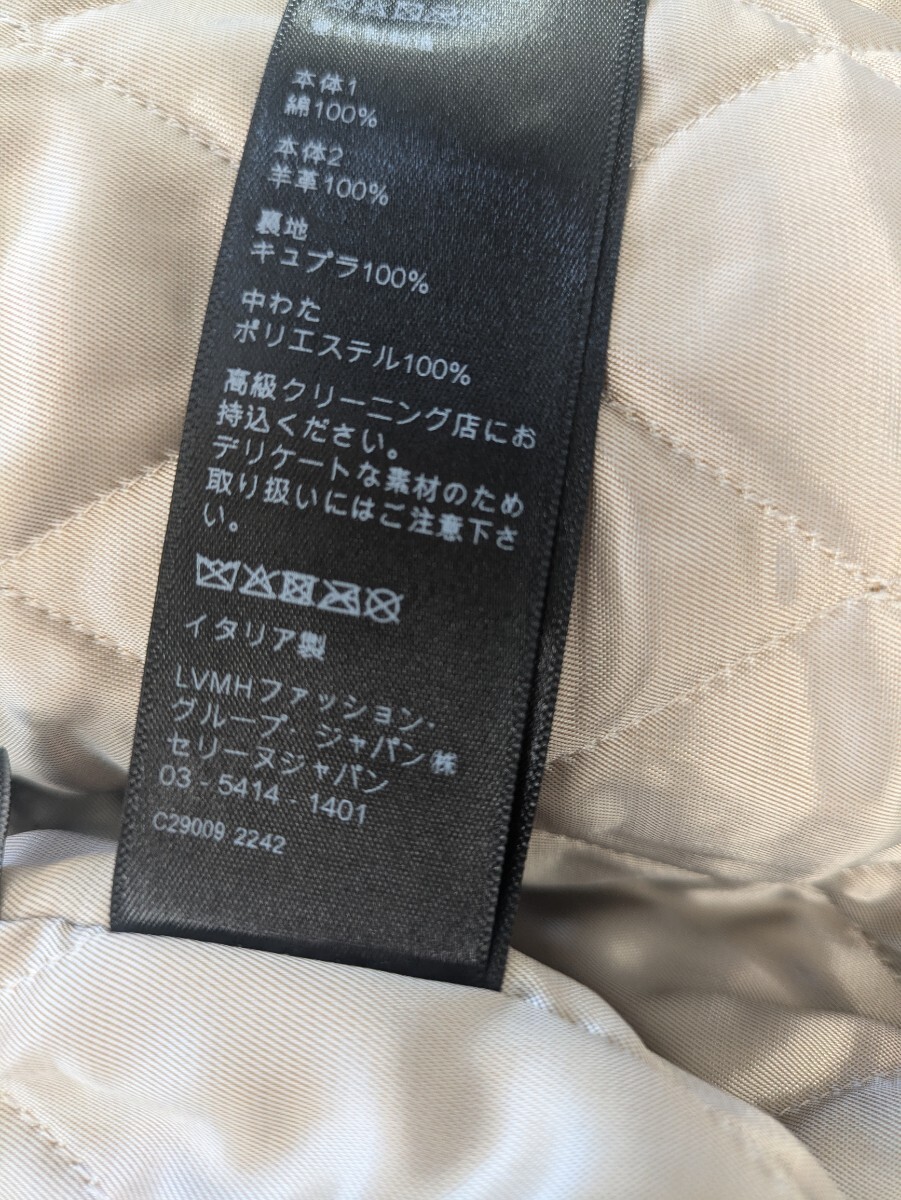 本体1
綿100%
本体2
羊革100%
裏地
キュプラ100%
中わた
ポリエステル100%
高級クリーニング店にお
持込ください。
デリケートな素材のため
取り扱いにはご注意下さ
い。
イタリア製
LVMHファッション・
グループ・ジャパン㈱
セリーヌジャパン
03-5414-1401
C29009 2242